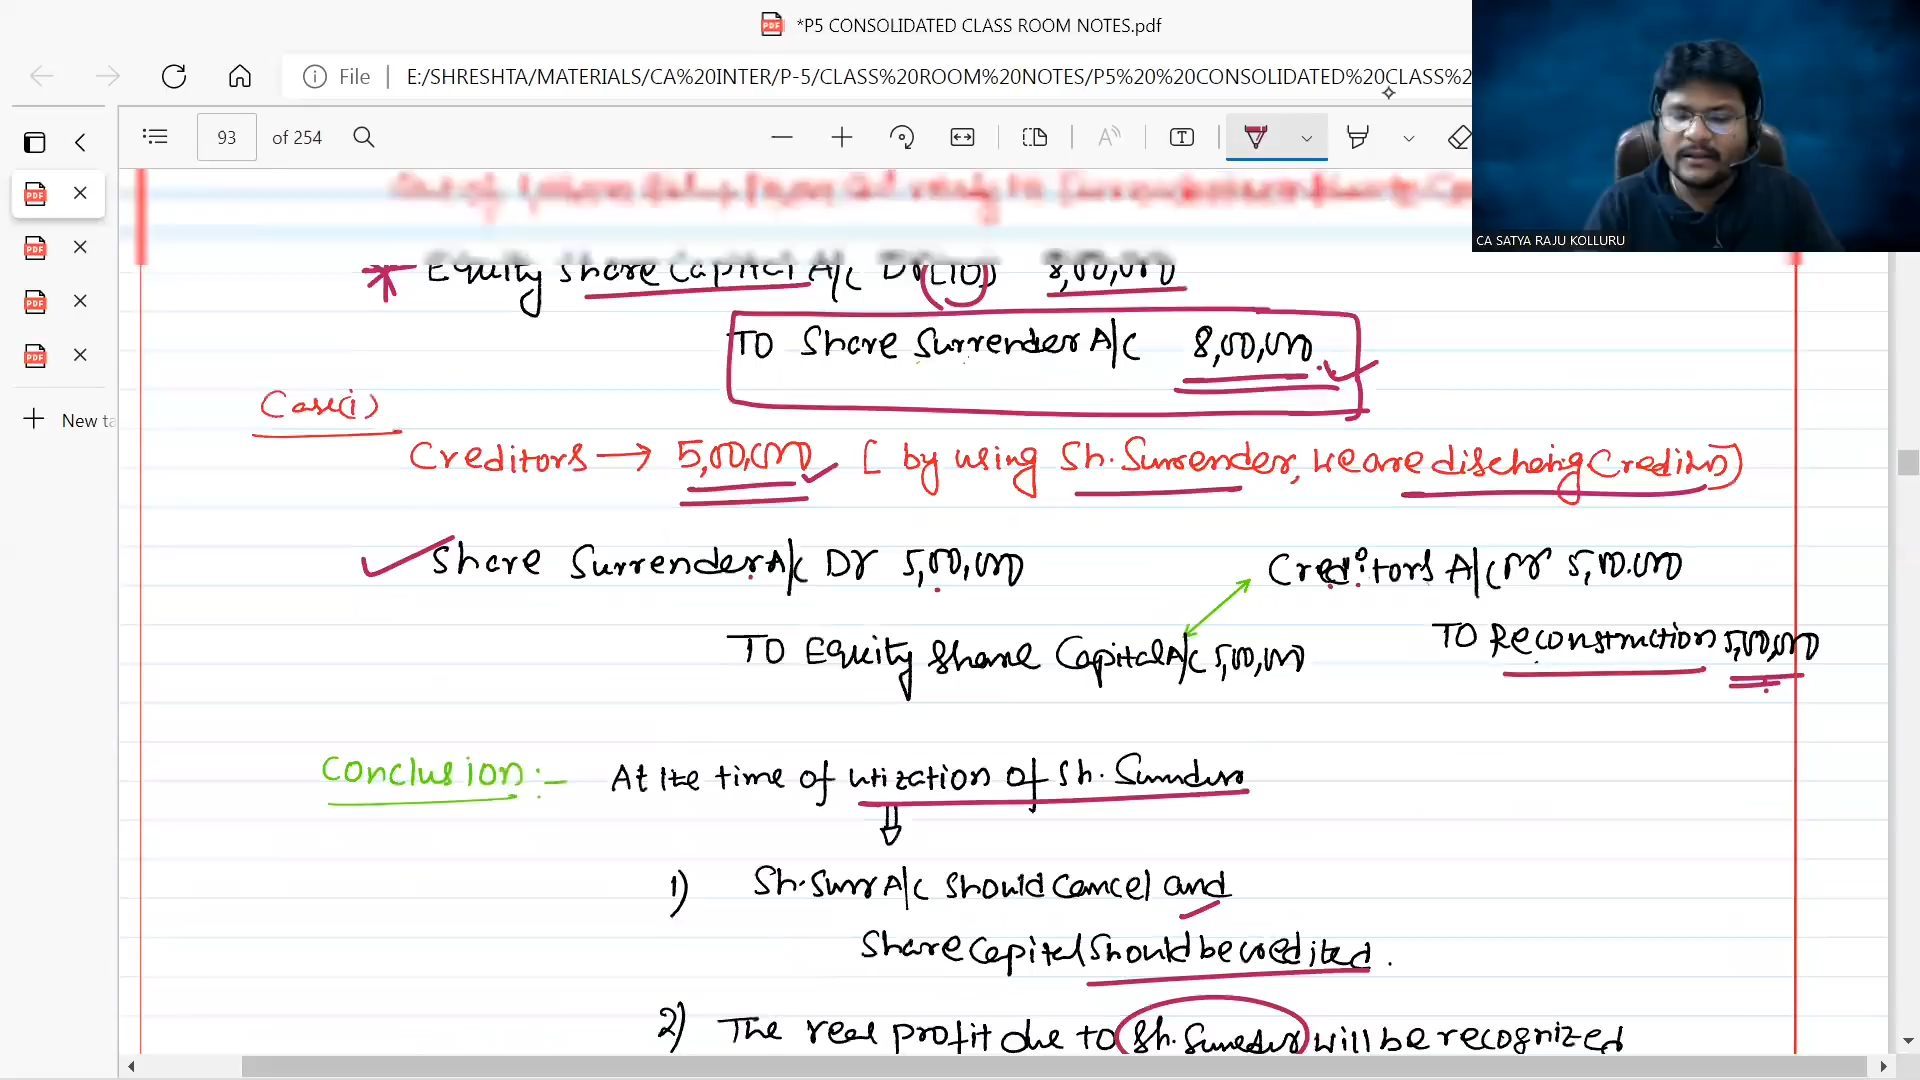 *P5 CONSOLIDATED CLASS ROOM NOTES.pdf
File E:/SHRESHTA/MATERIALS/CA%20INTER/P-5/CLASS%20ROOM%20NOTES/P5%20%20CONSOLIDATED%20CLASS%2
93 of 254
New ta
CA SATYA RAJU KOLLURU
* Equity Share Capital A/c Dr (10) 8,00,000
TO Share Surrender A/c 8,00,000
Case(i)
Creditors → 5,00,000 [ by using Sh. Surrender, we are discharing Creditors)
Share Surrender A/c Dr 5,00,000
Creditors A/c Dr 5,00,000
TO Equity Share Capital A/c 5,00,000
TO Reconstruction 5,00,000
Conclusion :- At the time of utization of Sh. Surrender
1) Sh. Surr A/c Should Cancel and
Share Capital Should be credited.
2) The real profit due to Sh. Surrender will be recognized